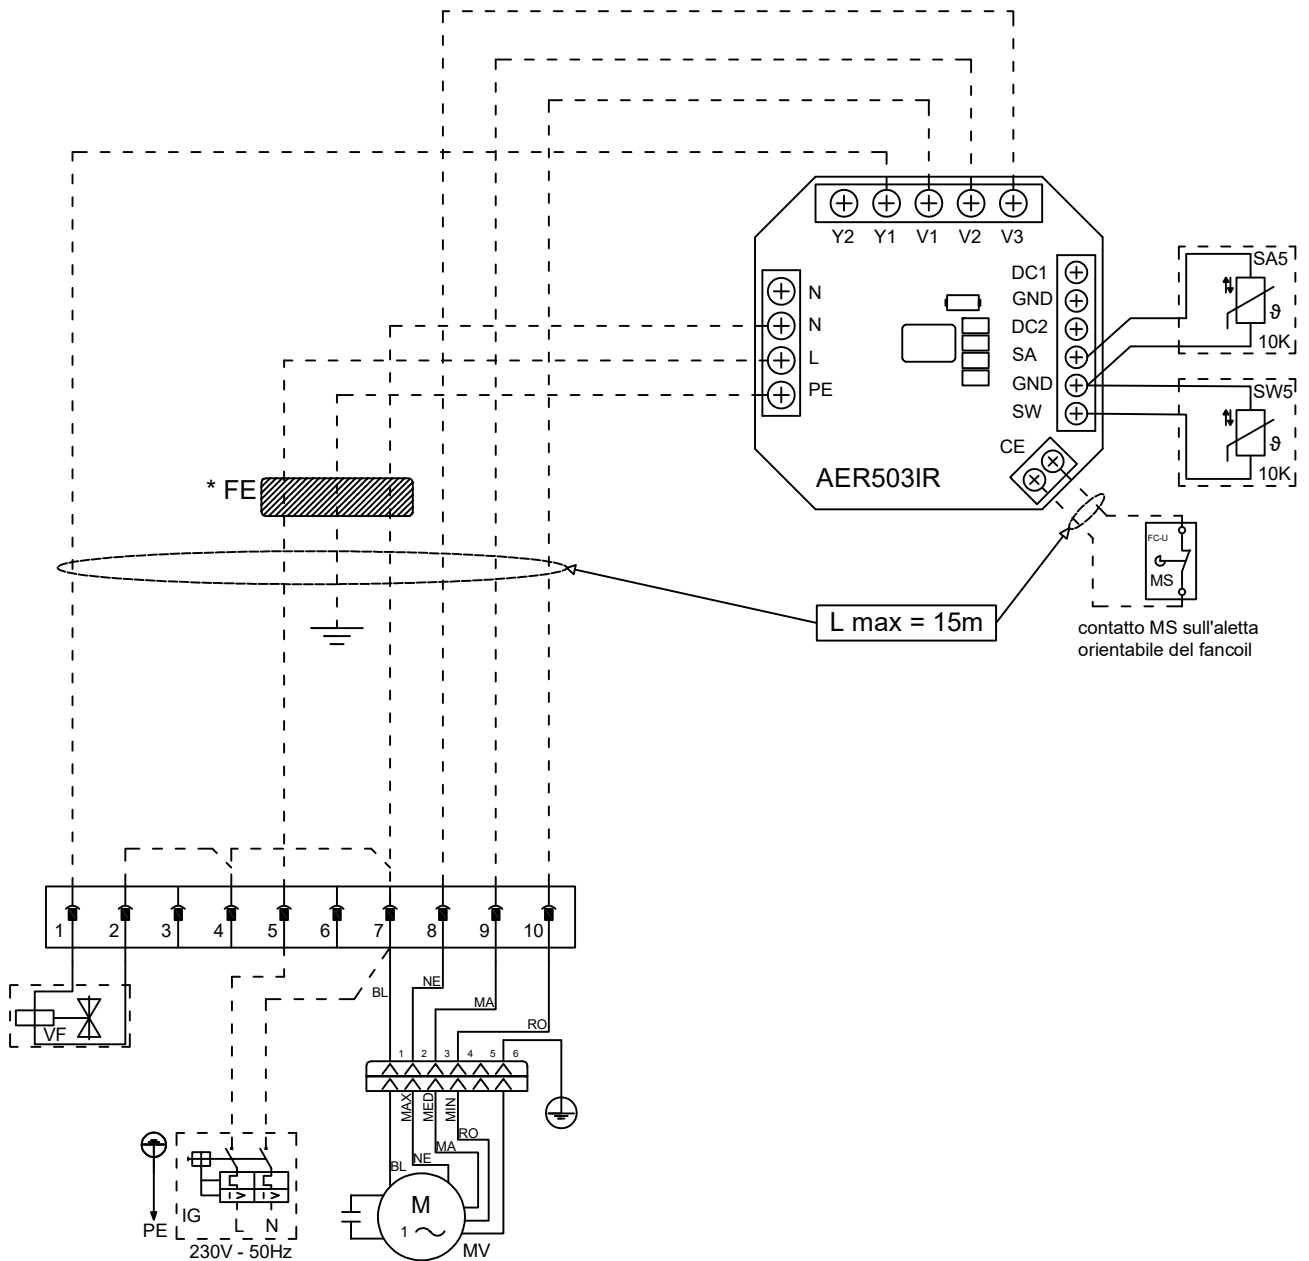 Y2 Y1 V1 V2 V3
N
N
L
PE
DC1
GND
DC2
SA
GND
SW
CE
AER503IR
SA5
ϑ
10K
SW5
ϑ
10K
* FE
FC-U
MS
L max = 15m
contatto MS sull'aletta
orientabile del fancoil
1 2 3 4 5 6 7 8 9 10
VF
BL
NE
MA
RO
1 2 3 4 5 6
MAX
MED
MIN
RO
MA
NE
BL
M
1
MV
PE
IG
I> I>
L N
230V - 50Hz